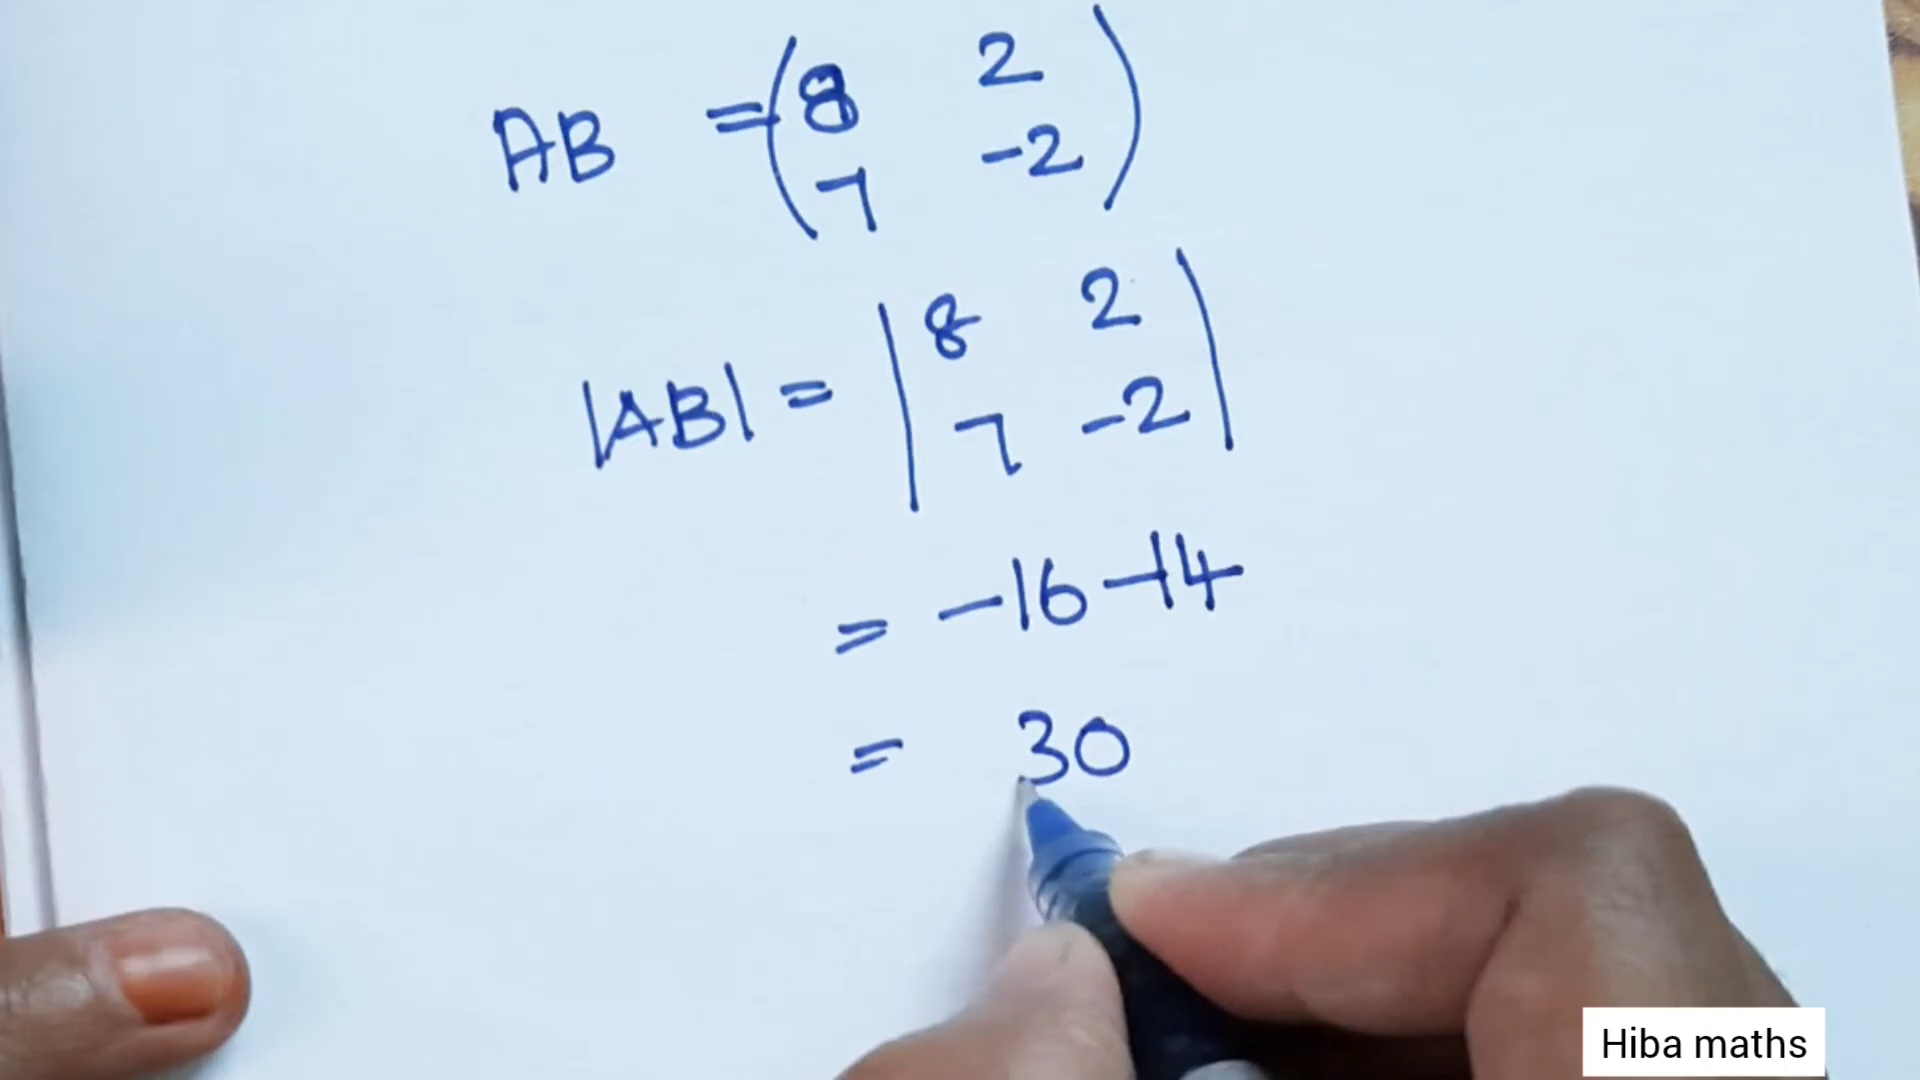 AB = (8 2
7 -2)
|AB| = |8 2
7 -2|
= -16-14
= 30
Hiba maths